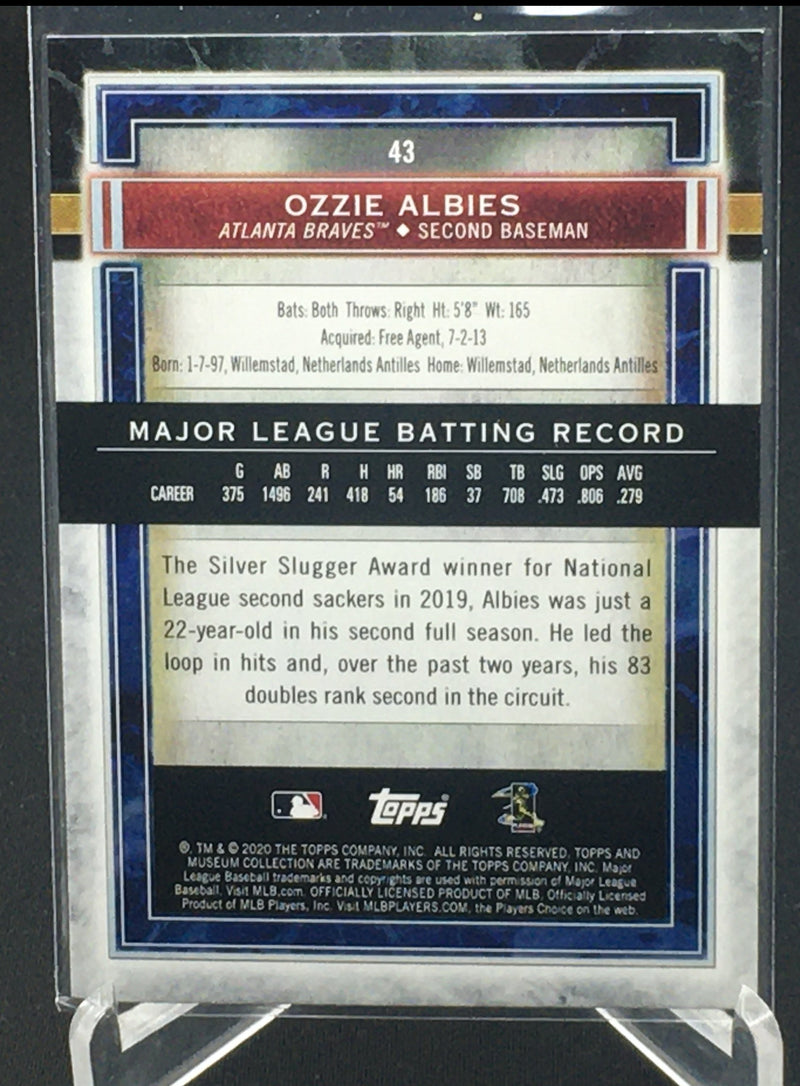 43
OZZIE ALBIES
ATLANTA BRAVES™ ◆ SECOND BASEMAN
Bats: Both Throws: Right Ht: 5'8" Wt: 165
Acquired: Free Agent, 7-2-13
Born: 1-7-97, Willemstad, Netherlands Antilles Home: Willemstad, Netherlands Antilles
MAJOR LEAGUE BATTING RECORD
G AB R H HR RBI SB TB SLG OPS AVG
CAREER 375 1496 241 418 54 186 37 708 .473 .806 .279
The Silver Slugger Award winner for National
League second sackers in 2019, Albies was just a
22-year-old in his second full season. He led the
loop in hits and, over the past two years, his 83
doubles rank second in the circuit.
Topps
®, TM & © 2020 THE TOPPS COMPANY, INC. ALL RIGHTS RESERVED. TOPPS AND
MUSEUM COLLECTION ARE TRADEMARKS OF THE TOPPS COMPANY, INC. Major
League Baseball trademarks and copyrights are used with permission of Major League
Baseball. Visit MLB.com. OFFICIALLY LICENSED PRODUCT OF MLB. Officially Licensed
Product of MLB Players, Inc. Visit MLBPLAYERS.COM, the Players Choice on the web.